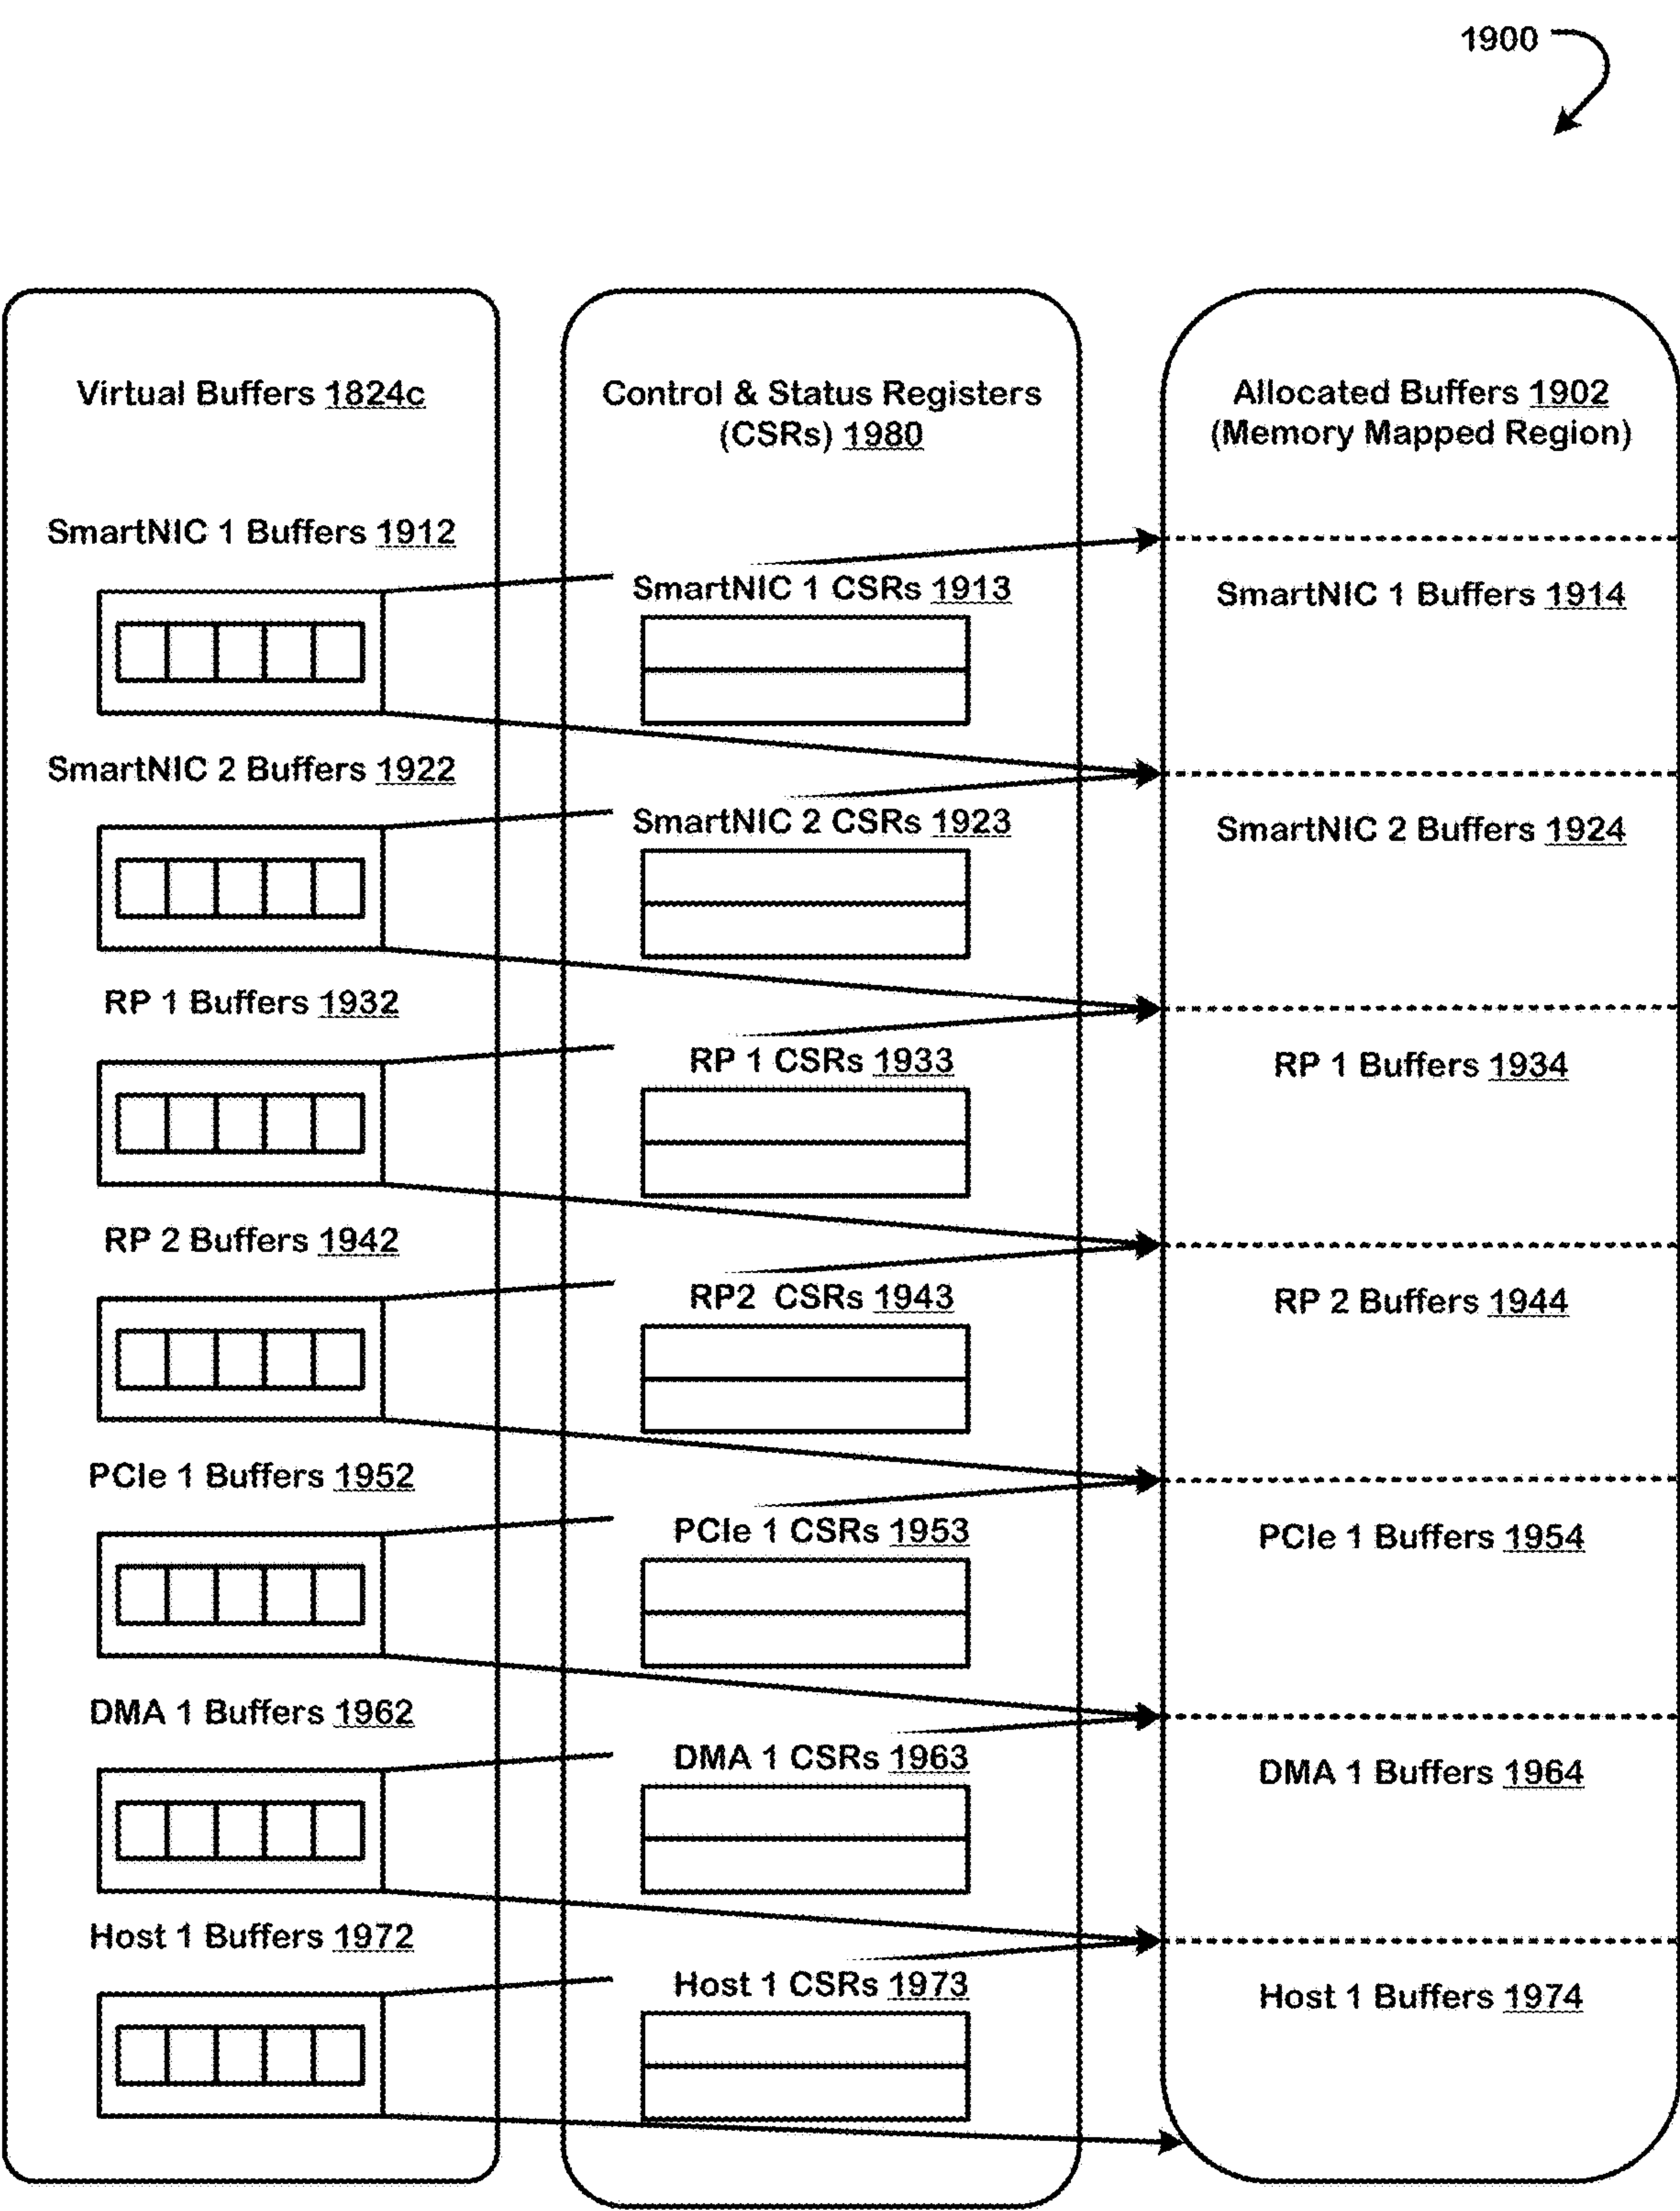 1900
Virtual Buffers 1824c
Control & Status Registers
(CSRs) 1980
Allocated Buffers 1902
(Memory Mapped Region)
SmartNIC 1 Buffers 1912
SmartNIC 1 CSRs 1913
SmartNIC 1 Buffers 1914
SmartNIC 2 Buffers 1922
SmartNIC 2 CSRs 1923
SmartNIC 2 Buffers 1924
RP 1 Buffers 1932
RP 1 CSRs 1933
RP 1 Buffers 1934
RP 2 Buffers 1942
RP2 CSRs 1943
RP 2 Buffers 1944
PCIe 1 Buffers 1952
PCIe 1 CSRs 1953
PCIe 1 Buffers 1954
DMA 1 Buffers 1962
DMA 1 CSRs 1963
DMA 1 Buffers 1964
Host 1 Buffers 1972
Host 1 CSRs 1973
Host 1 Buffers 1974